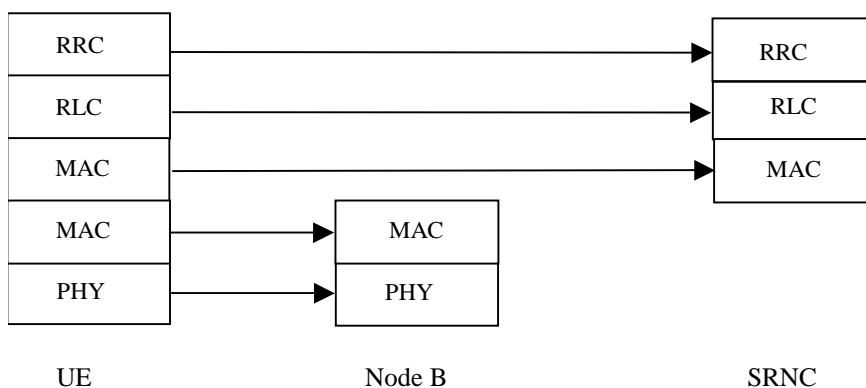 RRC RRC
RLC RLC
MAC MAC
MAC MAC
PHY PHY
UE Node B SRNC